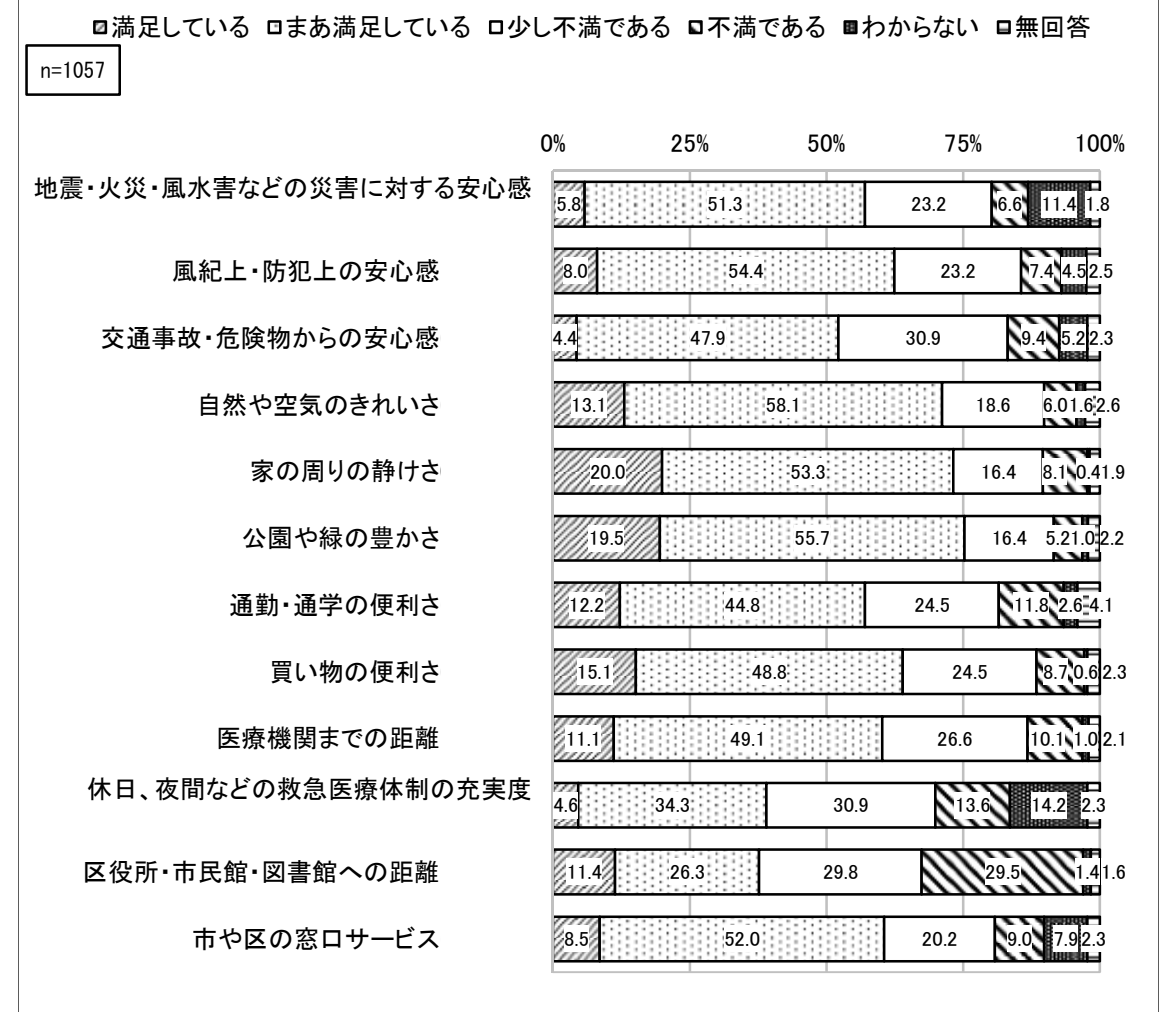 満足している まあ満足している 少し不満である 不満である わからない 無回答
n=1057
0% 25% 50% 75% 100%
地震・火災・風水害などの災害に対する安心感 5.8 51.3 23.2 6.6 11.4 1.8
風紀上・防犯上の安心感 8.0 54.4 23.2 7.4 4.5 2.5
交通事故・危険物からの安心感 4.4 47.9 30.9 9.4 5.2 2.3
自然や空気のきれいさ 13.1 58.1 18.6 6.0 1.6 2.6
家の周りの静けさ 20.0 53.3 16.4 8.1 0.4 1.9
公園や緑の豊かさ 19.5 55.7 16.4 5.2 1.0 2.2
通勤・通学の便利さ 12.2 44.8 24.5 11.8 2.6 4.1
買い物の便利さ 15.1 48.8 24.5 8.7 0.6 2.3
医療機関までの距離 11.1 49.1 26.6 10.1 1.0 2.1
休日、夜間などの救急医療体制の充実度 4.6 34.3 30.9 13.6 14.2 2.3
区役所・市民館・図書館への距離 11.4 26.3 29.8 29.5 1.4 1.6
市や区の窓口サービス 8.5 52.0 20.2 9.0 7.9 2.3